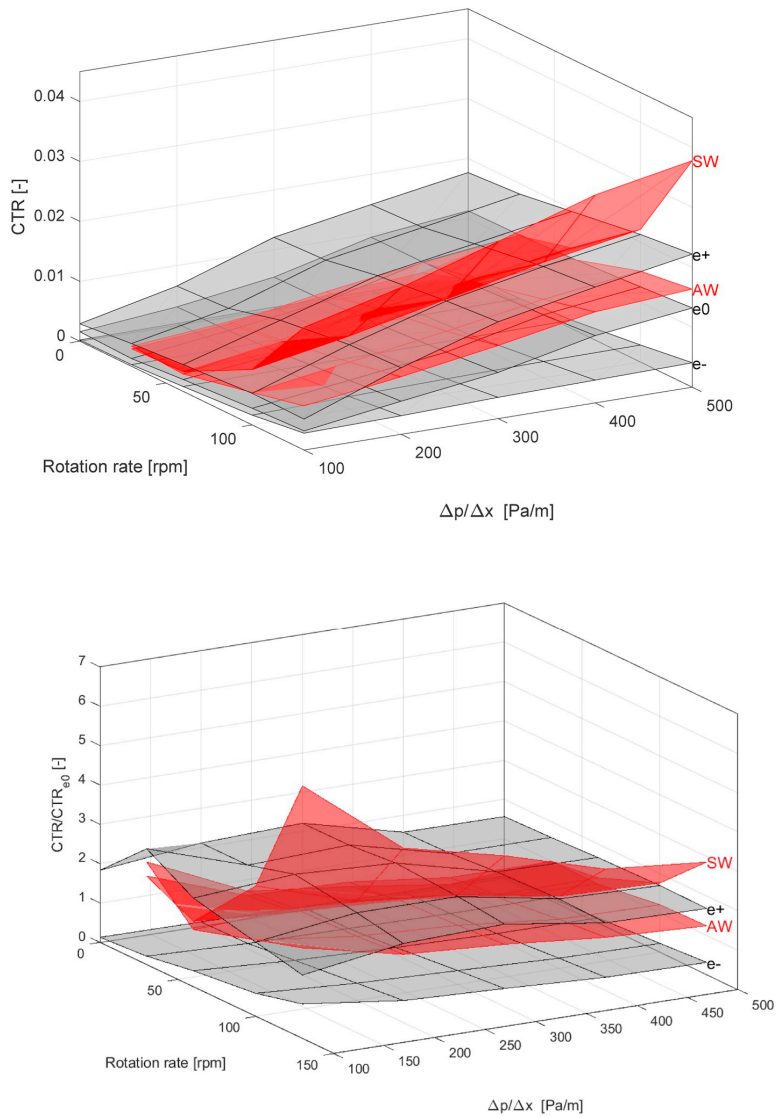 0.04
0.03
CTR [-]
0.02
0.01
0
0
50
100
Rotation rate [rpm]
100
200
300
400
500
Δp/Δx [Pa/m]
SW
e+
AW
e0
e-
7
6
5
4
3
2
1
0
CTR/CTRe0 [-]
0
50
100
150
Rotation rate [rpm]
100
150
200
250
300
350
400
450
500
Δp/Δx [Pa/m]
SW
e+
AW
e-